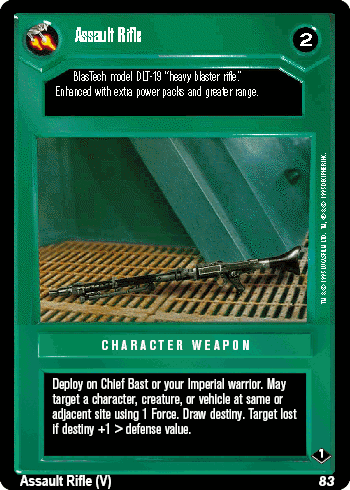 Assault Rifle
2
BlasTech model DLT-19 "heavy blaster rifle."
Enhanced with extra power packs and greater range.
CHARACTER WEAPON
Deploy on Chief Bast or your Imperial warrior. May
target a character, creature, or vehicle at same or
adjacent site using 1 Force. Draw destiny. Target lost
if destiny +1 > defense value.
1
Assault Rifle (V)
83